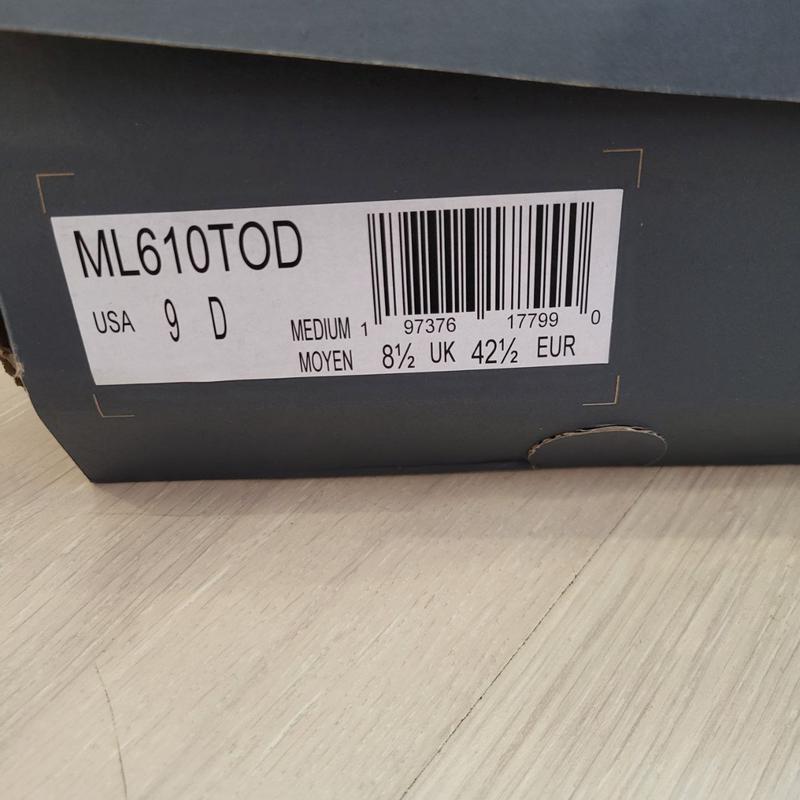 ML610TOD
USA 9 D
MEDIUM
MOYEN
1 97376 17799 0
8½ UK 42½ EUR